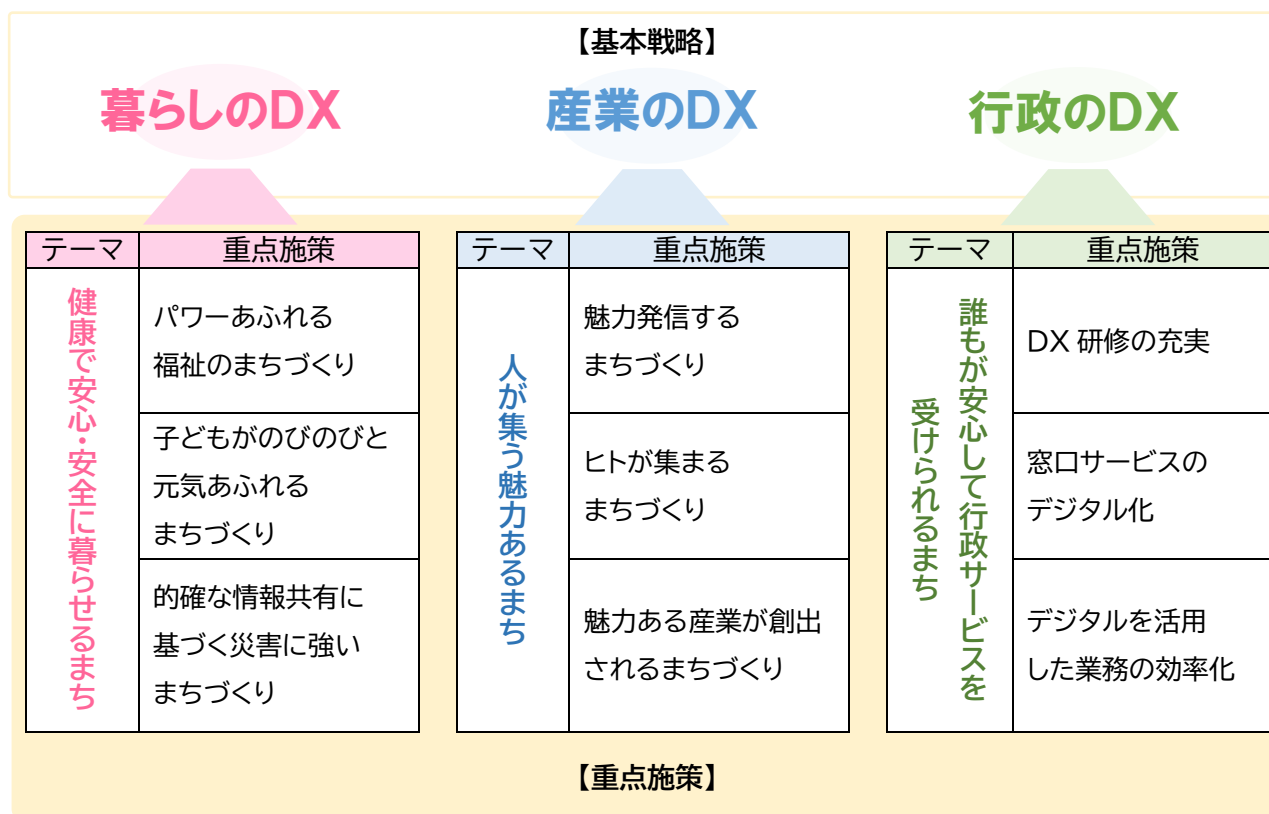 【基本戦略】
暮らしのDX
産業のDX
行政のDX
テーマ
重点施策
健康で安心・安全に暮らせるまち
パワーあふれる
福祉のまちづくり
子どもがのびのびと
元気あふれる
まちづくり
的確な情報共有に
基づく災害に強い
まちづくり
テーマ
重点施策
人が集う魅力あるまち
魅力発信する
まちづくり
ヒトが集まる
まちづくり
魅力ある産業が創出
されるまちづくり
テーマ
重点施策
誰もが安心して行政サービスを
受けられるまち
DX 研修の充実
窓口サービスの
デジタル化
デジタルを活用
した業務の効率化
【重点施策】